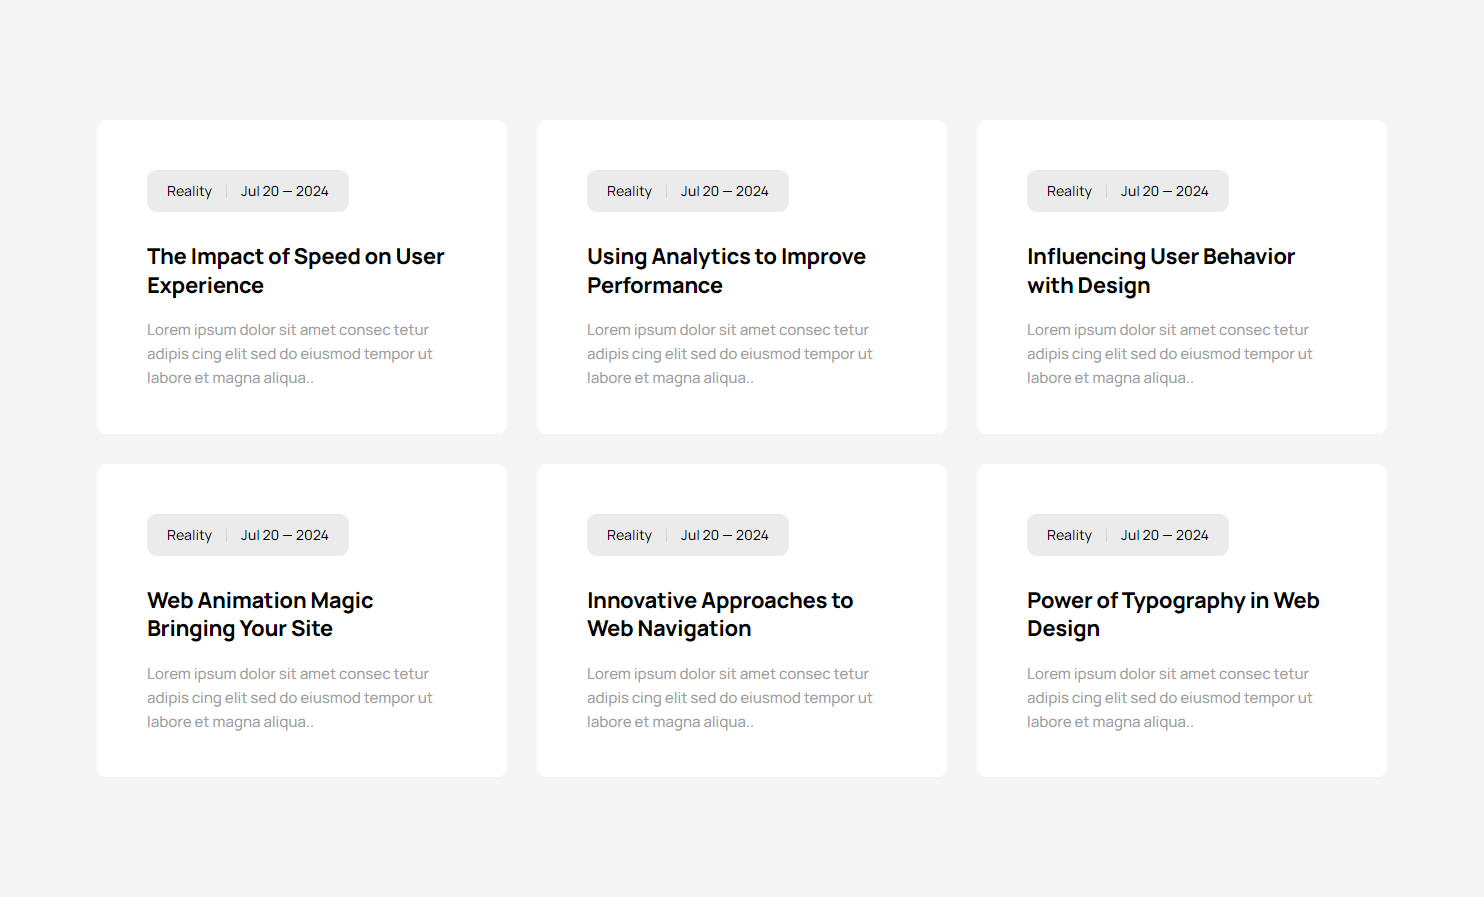 Reality Jul 20 — 2024
The Impact of Speed on User
Experience
Lorem ipsum dolor sit amet consec tetur
adipis cing elit sed do eiusmod tempor ut
labore et magna aliqua..
Reality Jul 20 — 2024
Using Analytics to Improve
Performance
Lorem ipsum dolor sit amet consec tetur
adipis cing elit sed do eiusmod tempor ut
labore et magna aliqua..
Reality Jul 20 — 2024
Influencing User Behavior
with Design
Lorem ipsum dolor sit amet consec tetur
adipis cing elit sed do eiusmod tempor ut
labore et magna aliqua..
Reality Jul 20 — 2024
Web Animation Magic
Bringing Your Site
Lorem ipsum dolor sit amet consec tetur
adipis cing elit sed do eiusmod tempor ut
labore et magna aliqua..
Reality Jul 20 — 2024
Innovative Approaches to
Web Navigation
Lorem ipsum dolor sit amet consec tetur
adipis cing elit sed do eiusmod tempor ut
labore et magna aliqua..
Reality Jul 20 — 2024
Power of Typography in Web
Design
Lorem ipsum dolor sit amet consec tetur
adipis cing elit sed do eiusmod tempor ut
labore et magna aliqua..